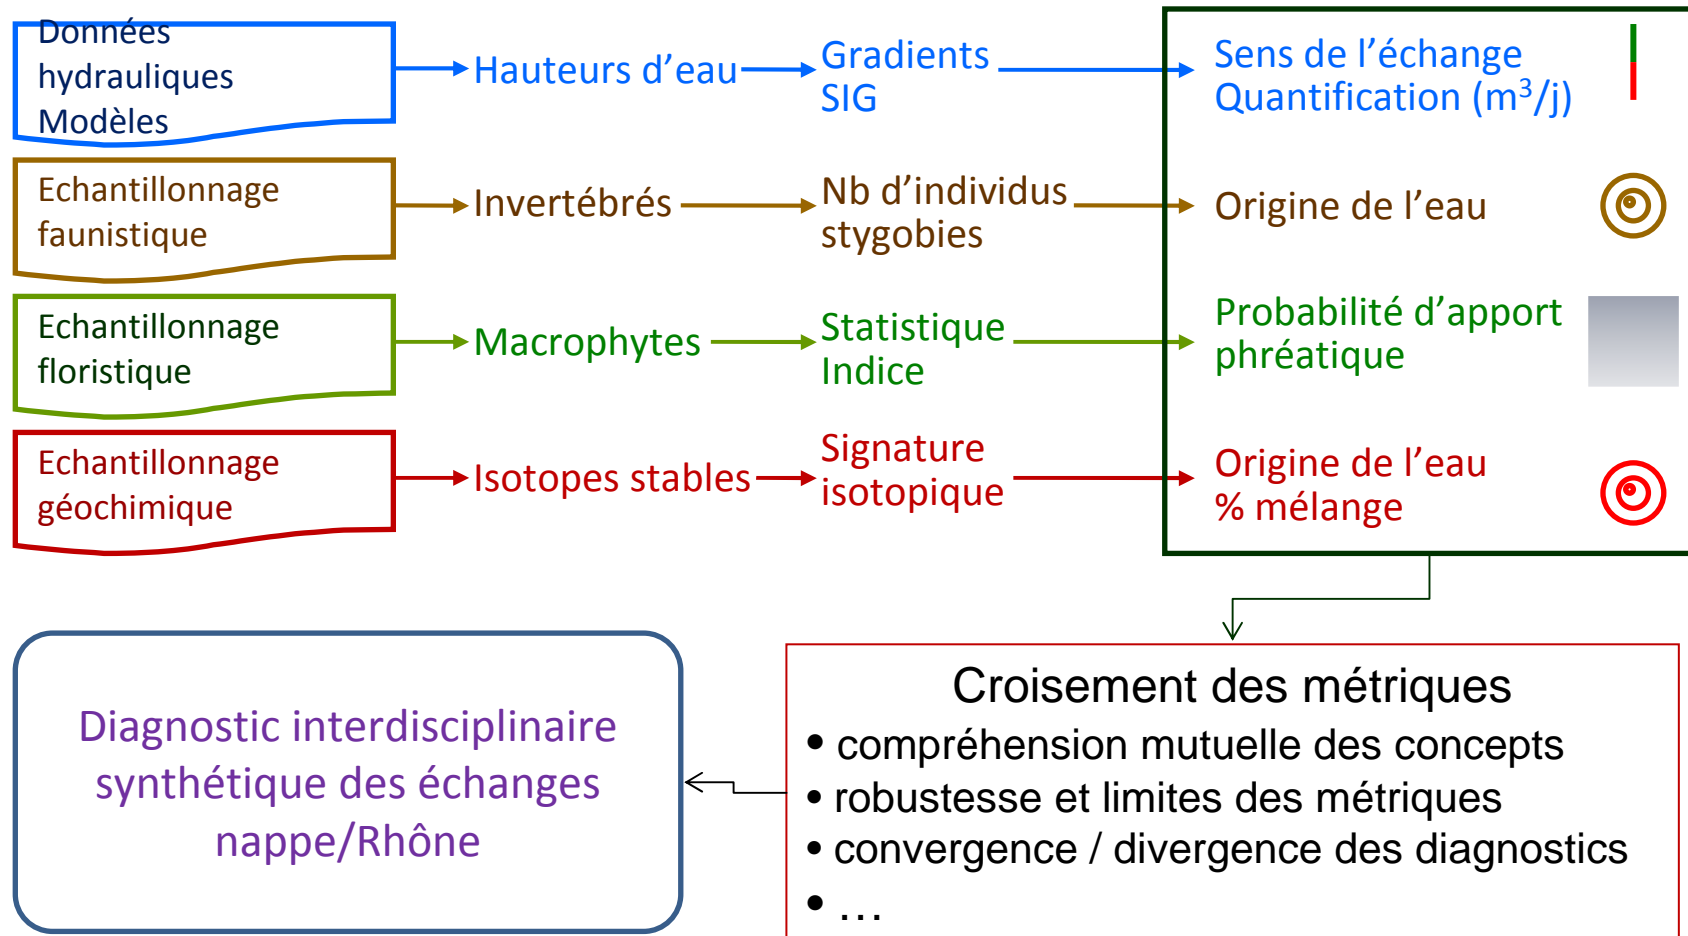 Données
hydrauliques
Modèles
Hauteurs d'eau
Gradients
SIG
Sens de l'échange
Quantification (m³/j)
Echantillonnage
faunistique
Invertébrés
Nb d'individus
stygobies
Origine de l'eau
Echantillonnage
floristique
Macrophytes
Statistique
Indice
Probabilité d'apport
phréatique
Echantillonnage
géochimique
Isotopes stables
Signature
isotopique
Origine de l'eau
% mélange
Diagnostic interdisciplinaire
synthétique des échanges
nappe/Rhône
Croisement des métriques
• compréhension mutuelle des concepts
• robustesse et limites des métriques
• convergence / divergence des diagnostics
• …